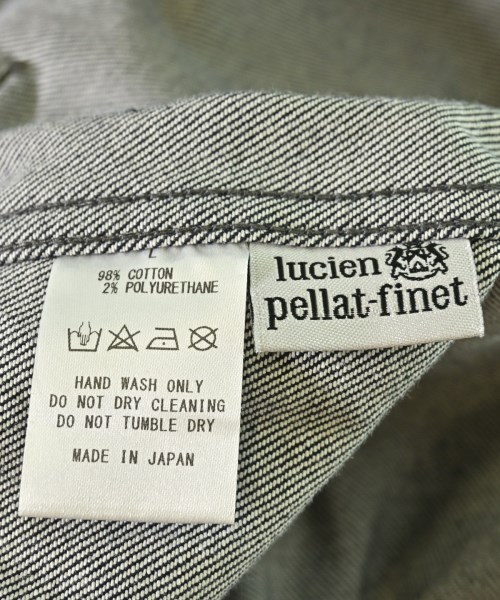 L
98% COTTON
2% POLYURETHANE
HAND WASH ONLY
DO NOT DRY CLEANING
DO NOT TUMBLE DRY
MADE IN JAPAN
lucien
pellat-finet